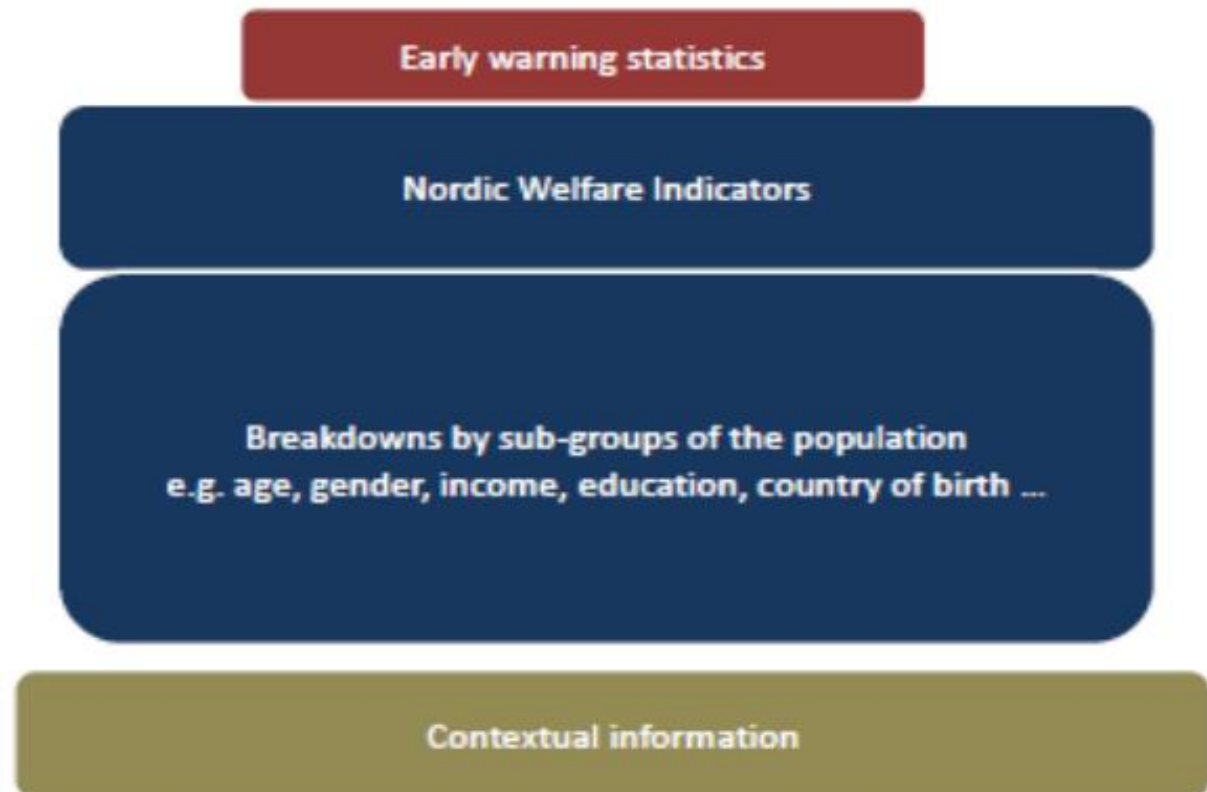 Early warning statistics
Nordic Welfare Indicators
Breakdowns by sub-groups of the population
e.g. age, gender, income, education, country of birth ...
Contextual information